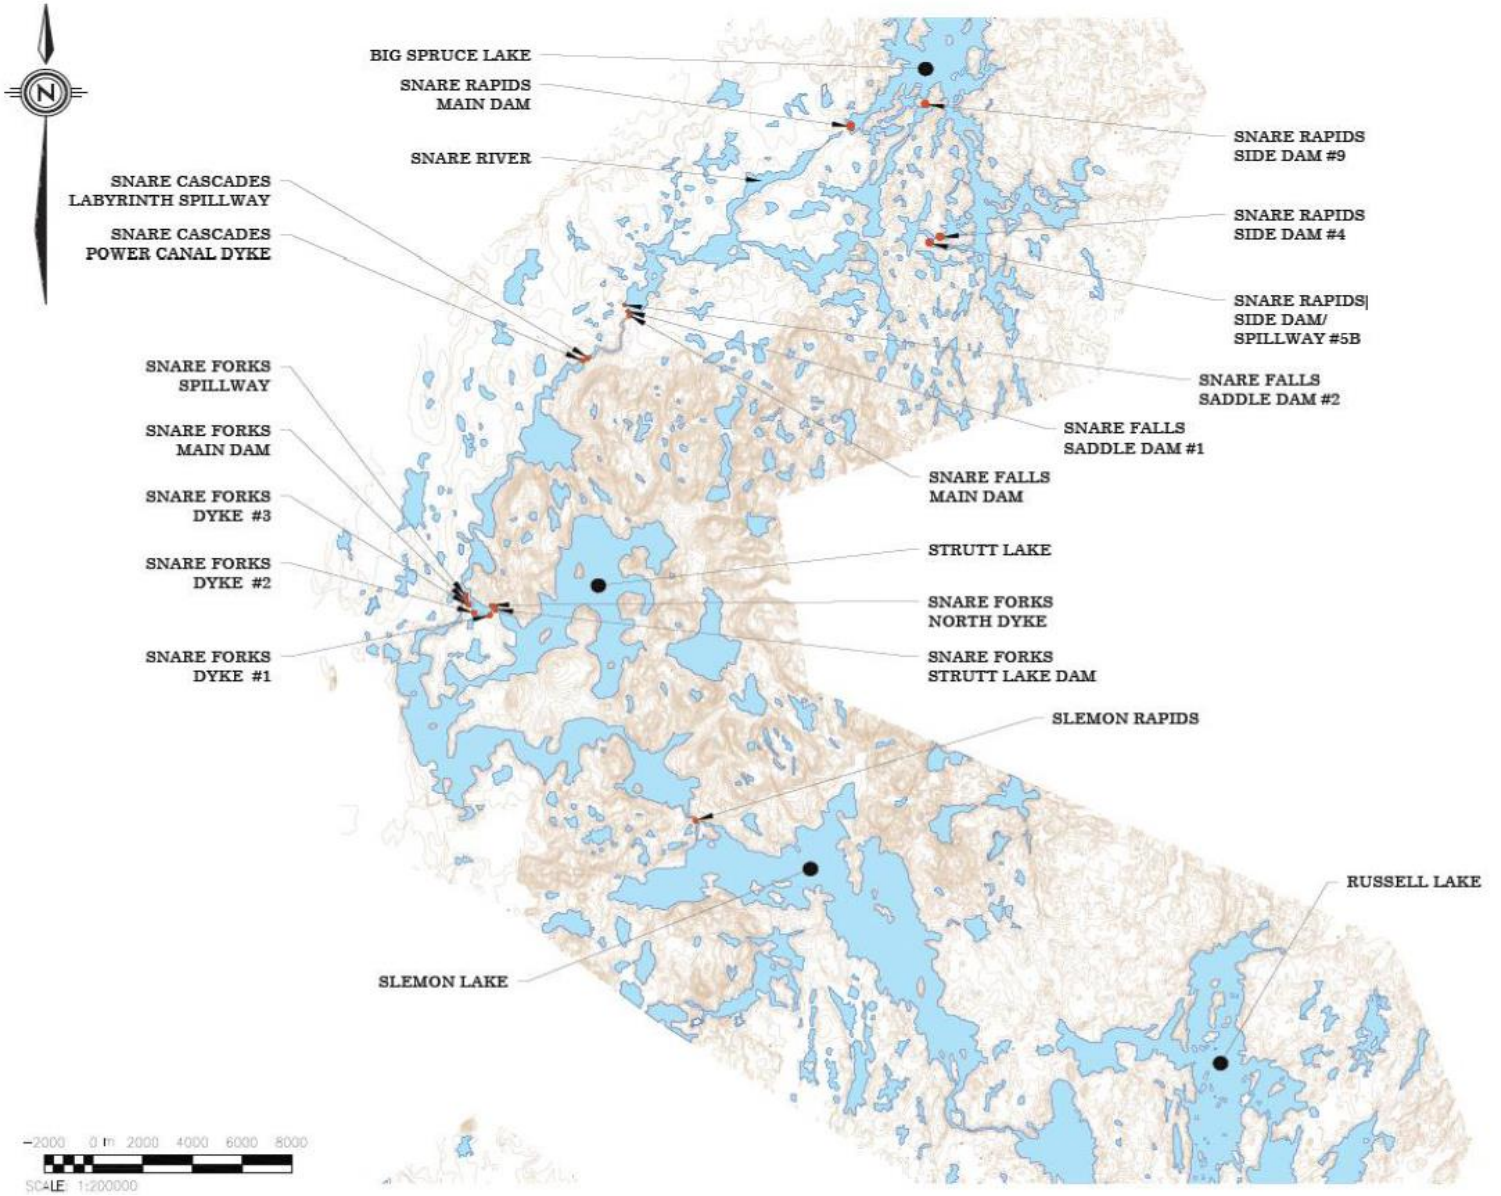 N
BIG SPRUCE LAKE
SNARE RAPIDS
MAIN DAM
SNARE RIVER
SNARE CASCADES
LABYRINTH SPILLWAY
SNARE CASCADES
POWER CANAL DYKE
SNARE RAPIDS
SIDE DAM #9
SNARE RAPIDS
SIDE DAM #4
SNARE RAPIDS|
SIDE DAM/
SPILLWAY #5B
SNARE FALLS
SADDLE DAM #2
SNARE FALLS
SADDLE DAM #1
SNARE FALLS
MAIN DAM
SNARE FORKS
SPILLWAY
SNARE FORKS
MAIN DAM
SNARE FORKS
DYKE #3
SNARE FORKS
DYKE #2
SNARE FORKS
DYKE #1
STRUTT LAKE
SNARE FORKS
NORTH DYKE
SNARE FORKS
STRUTT LAKE DAM
SLEMON RAPIDS
RUSSELL LAKE
SLEMON LAKE
-2000 0 m 2000 4000 6000 8000
SCALE: 1:200000